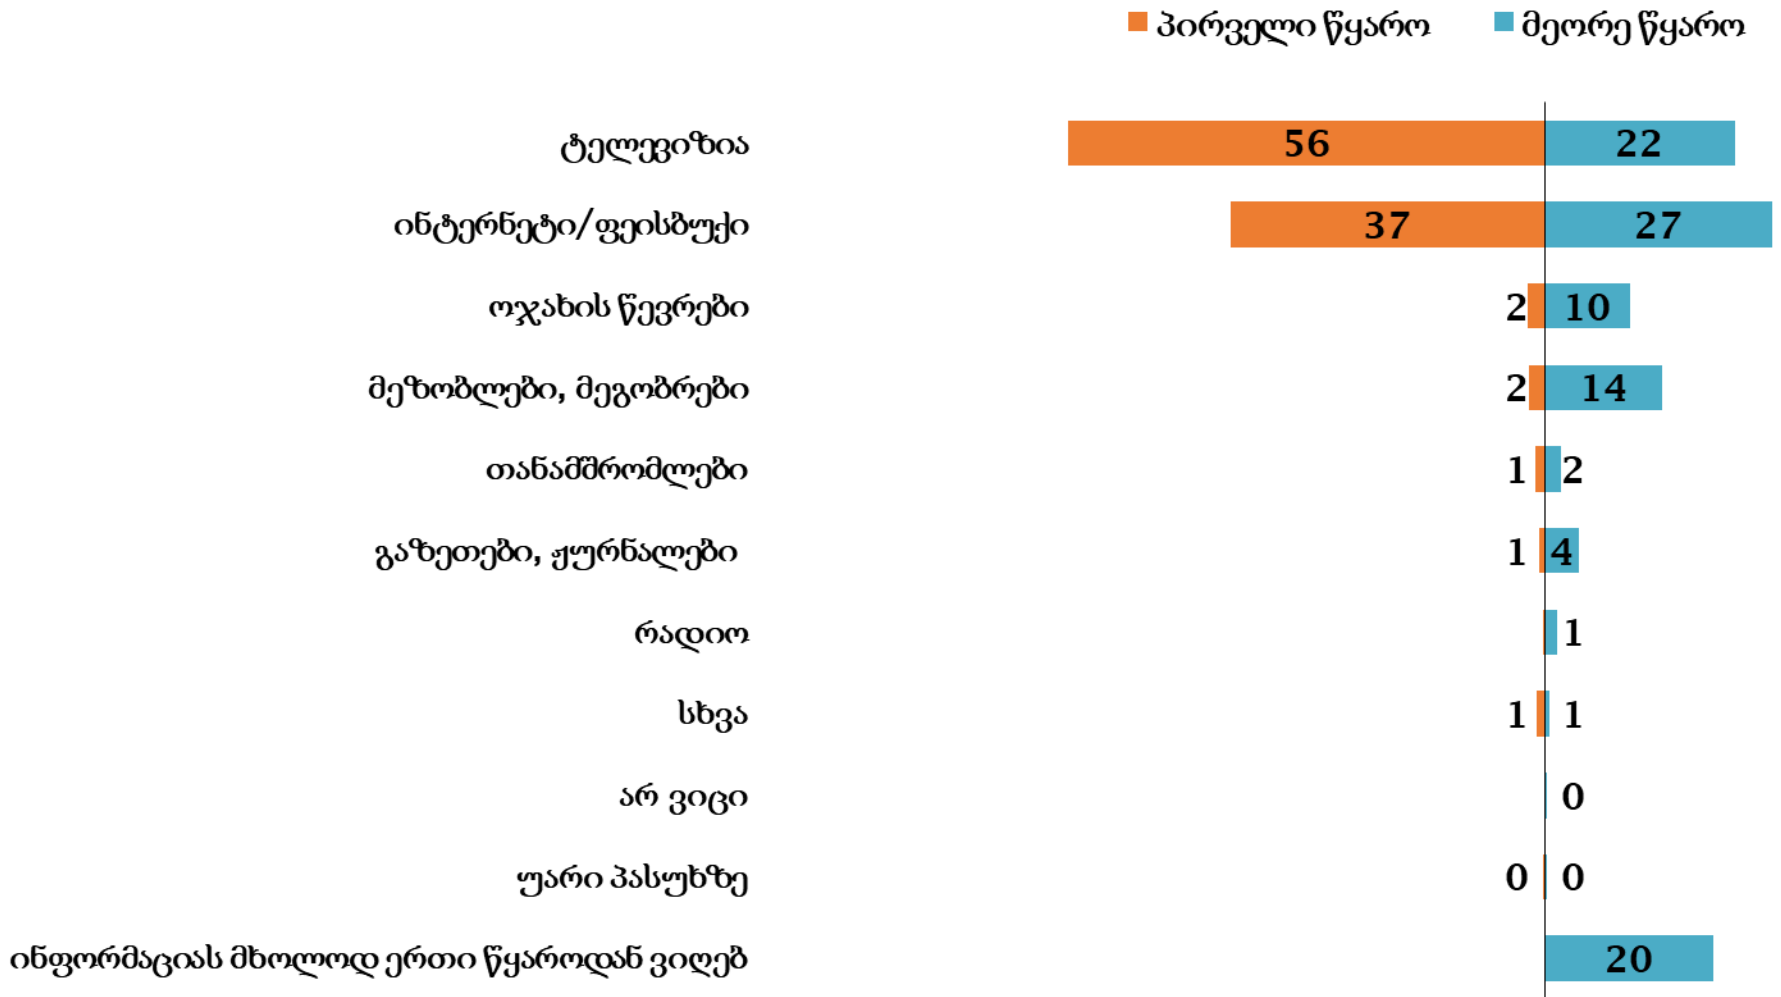 პირველი წყარო მეორე წყარო
ტელევიზია 56 22
ინტერნეტი/ფეისბუქი 37 27
ოჯახის წევრები 2 10
მეზობლები, მეგობრები 2 14
თანამშრომლები 1 2
გაზეთები, ჟურნალები 1 4
რადიო 1
სხვა 1 1
არ ვიცი 0
უარი პასუხზე 0 0
ინფორმაციას მხოლოდ ერთი წყაროდან ვიღებ 20